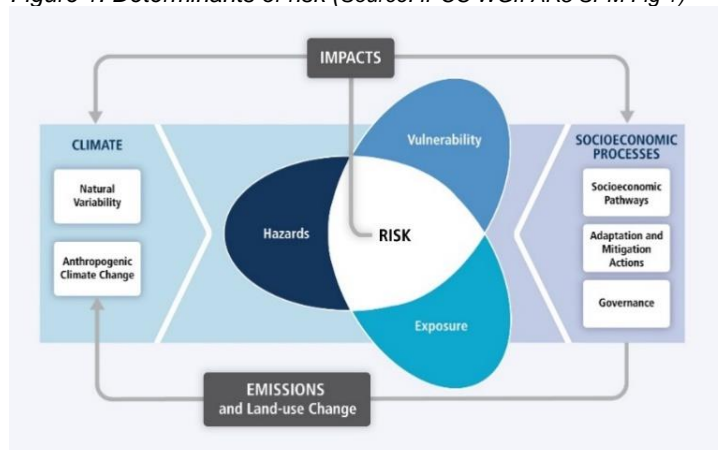 IMPACTS
CLIMATE
Natural
Variability
Anthropogenic
Climate Change
Vulnerability
Hazards
RISK
Exposure
SOCIOECONOMIC
PROCESSES
Socioeconomic
Pathways
Adaptation and
Mitigation
Actions
Governance
EMISSIONS
and Land-use Change